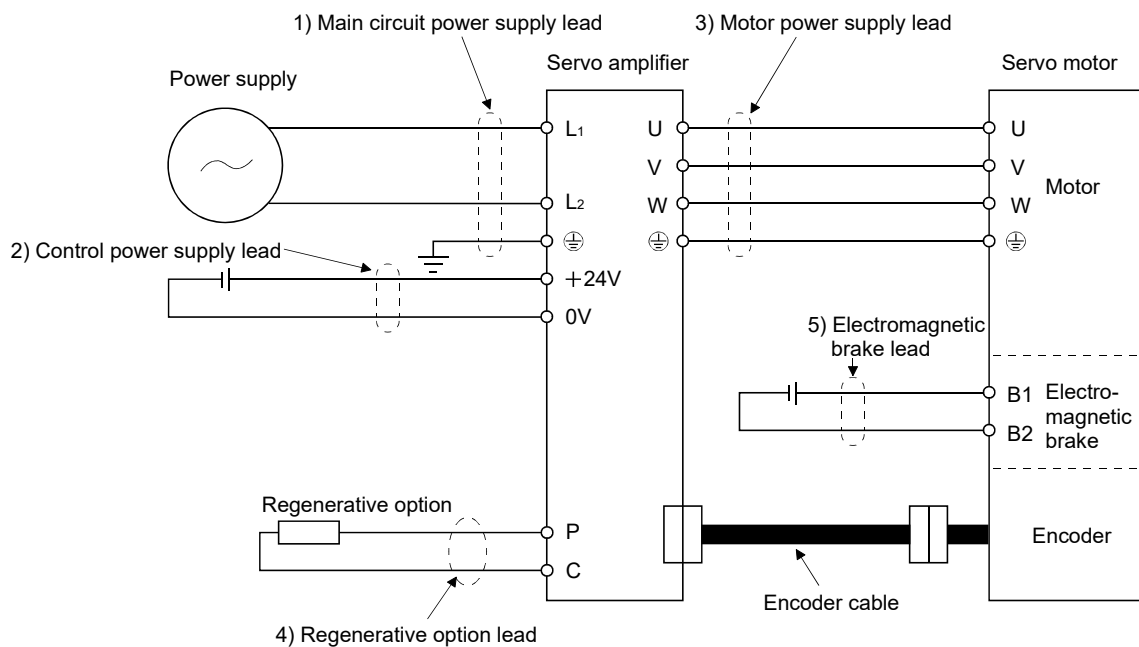 1) Main circuit power supply lead
3) Motor power supply lead
Power supply
Servo amplifier
Servo motor
L1
U
U
V
V
Motor
L2
W
W
2) Control power supply lead
+24V
0V
5) Electromagnetic
brake lead
B1
Electro-
magnetic
brake
B2
Regenerative option
P
C
Encoder
Encoder cable
4) Regenerative option lead